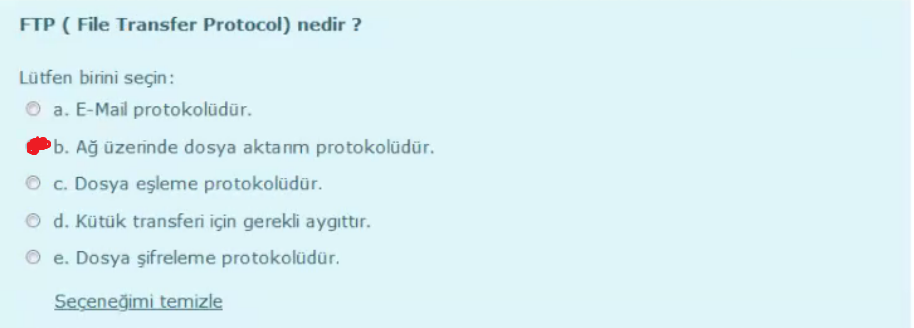 FTP ( File Transfer Protocol) nedir ?
Lütfen birini seçin:
a. E-Mail protokolüdür.
b. Ağ üzerinde dosya aktarım protokolüdür.
c. Dosya eşleme protokolüdür.
d. Kütük transferi için gerekli aygıttır.
e. Dosya şifreleme protokolüdür.
Seçeneğimi temizle